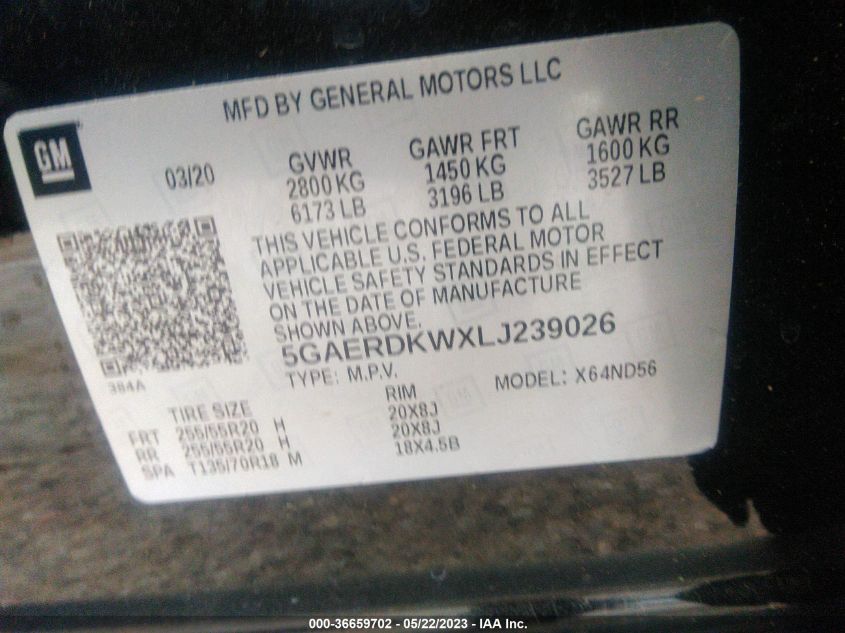 MFD BY GENERAL MOTORS LLC
GM
03/20
GVWR
2800 KG
6173 LB
GAWR FRT
1450 KG
3196 LB
GAWR RR
1600 KG
3527 LB
THIS VEHICLE CONFORMS TO ALL
APPLICABLE U.S. FEDERAL MOTOR
VEHICLE SAFETY STANDARDS IN EFFECT
ON THE DATE OF MANUFACTURE
SHOWN ABOVE.
5GAERDKWXLJ239026
TYPE: M.P.V. MODEL: X64ND56
384A
TIRE SIZE RIM
FRT 255/55R20 H 20X8J
RR 255/55R20 H 20X8J
SPA T135/70R18 M 18X4.5B
000-36659702 - 05/22/2023 - IAA Inc.